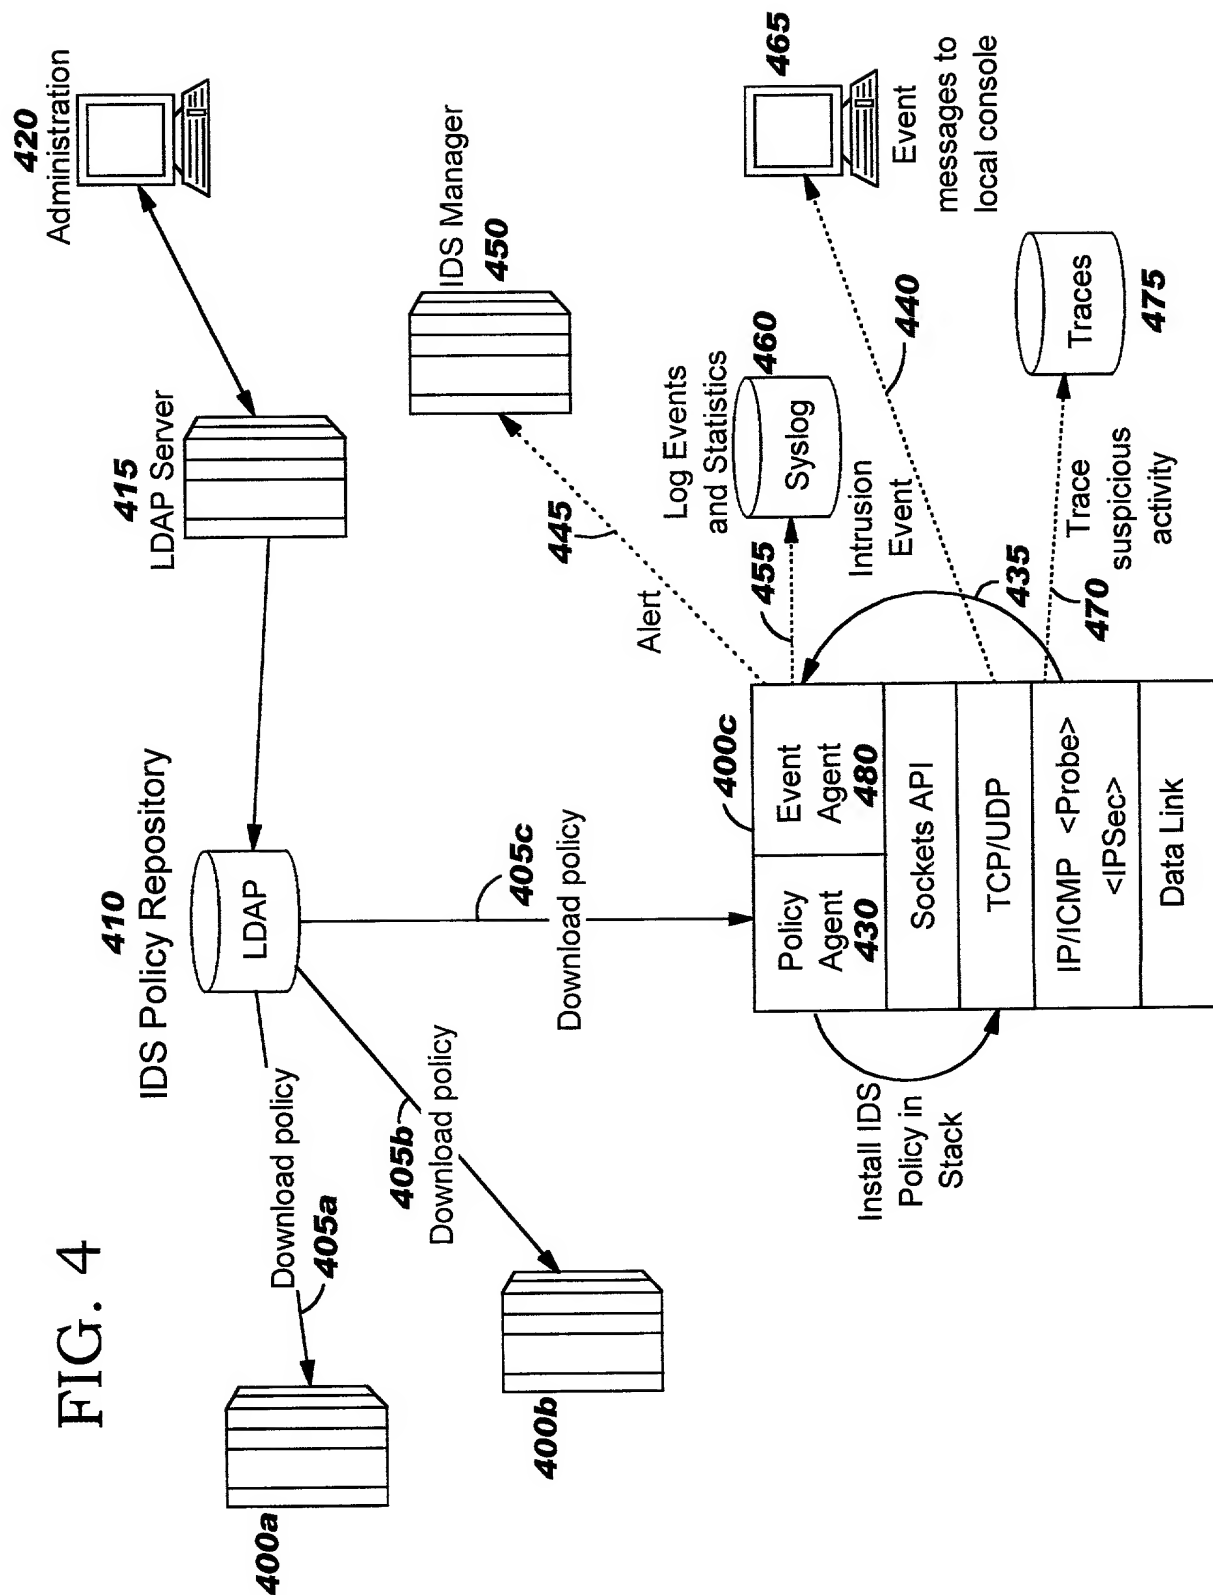 FIG. 4
410
IDS Policy Repository
LDAP
415
LDAP Server
420
Administration
400a
Download policy
405a
400b
405b
Download policy
405c
Download policy
IDS Manager
450
445
Alert
400c
Policy
Agent
430
Event
Agent
480
Sockets API
TCP/UDP
IP/ICMP <Probe>
<IPSec>
Data Link
Install IDS
Policy in
Stack
Log Events
and Statistics
455
460
Syslog
Intrusion
Event
440
465
Event
messages to
local console
435
470
Trace
suspicious
activity
Traces
475